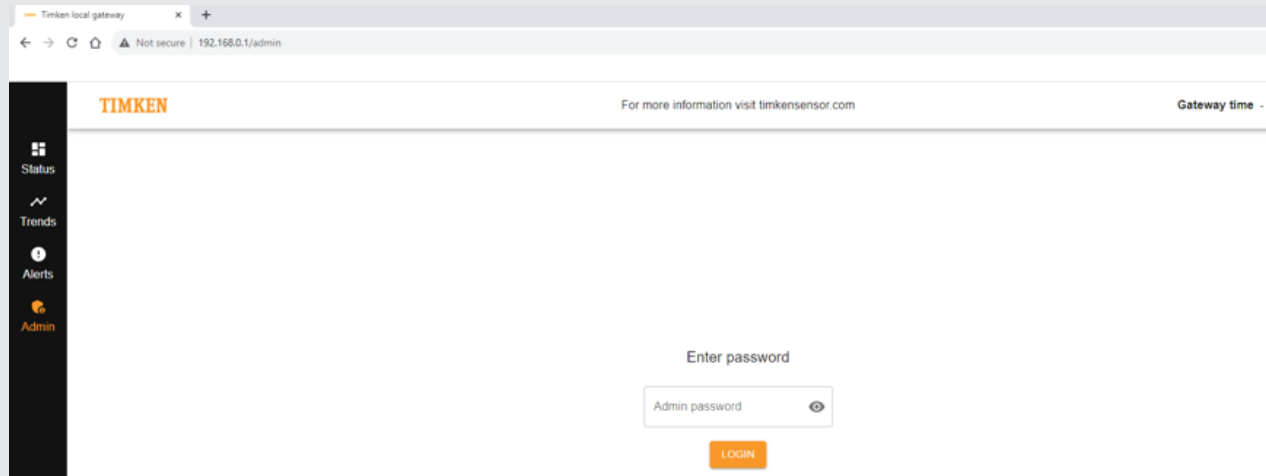 Timken local gateway
Not secure | 192.168.0.1/admin
TIMKEN
For more information visit timkensensor.com
Gateway time -
Status
Trends
Alerts
Admin
Enter password
Admin password
LOGIN